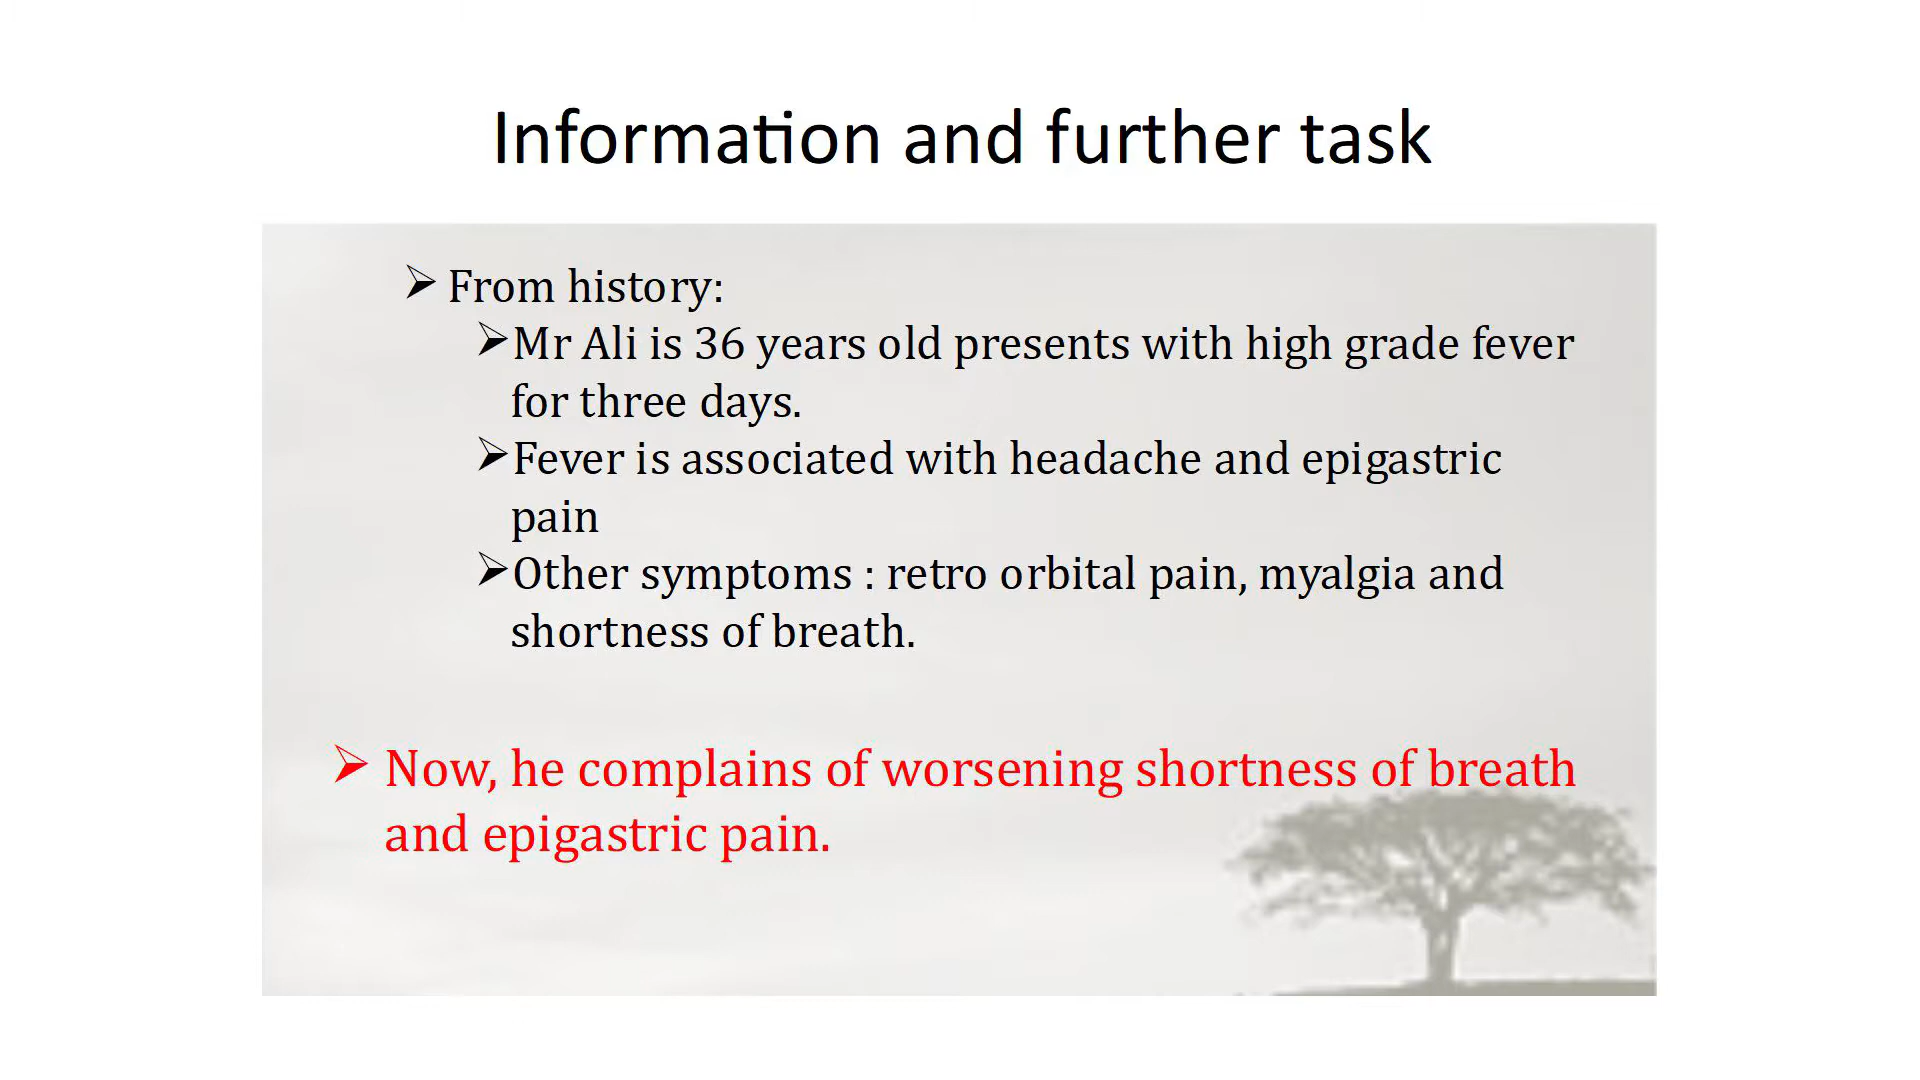 Information and further task
➢ From history:
➢Mr Ali is 36 years old presents with high grade fever
for three days.
➢Fever is associated with headache and epigastric
pain
➢Other symptoms : retro orbital pain, myalgia and
shortness of breath.
➢ Now, he complains of worsening shortness of breath
and epigastric pain.